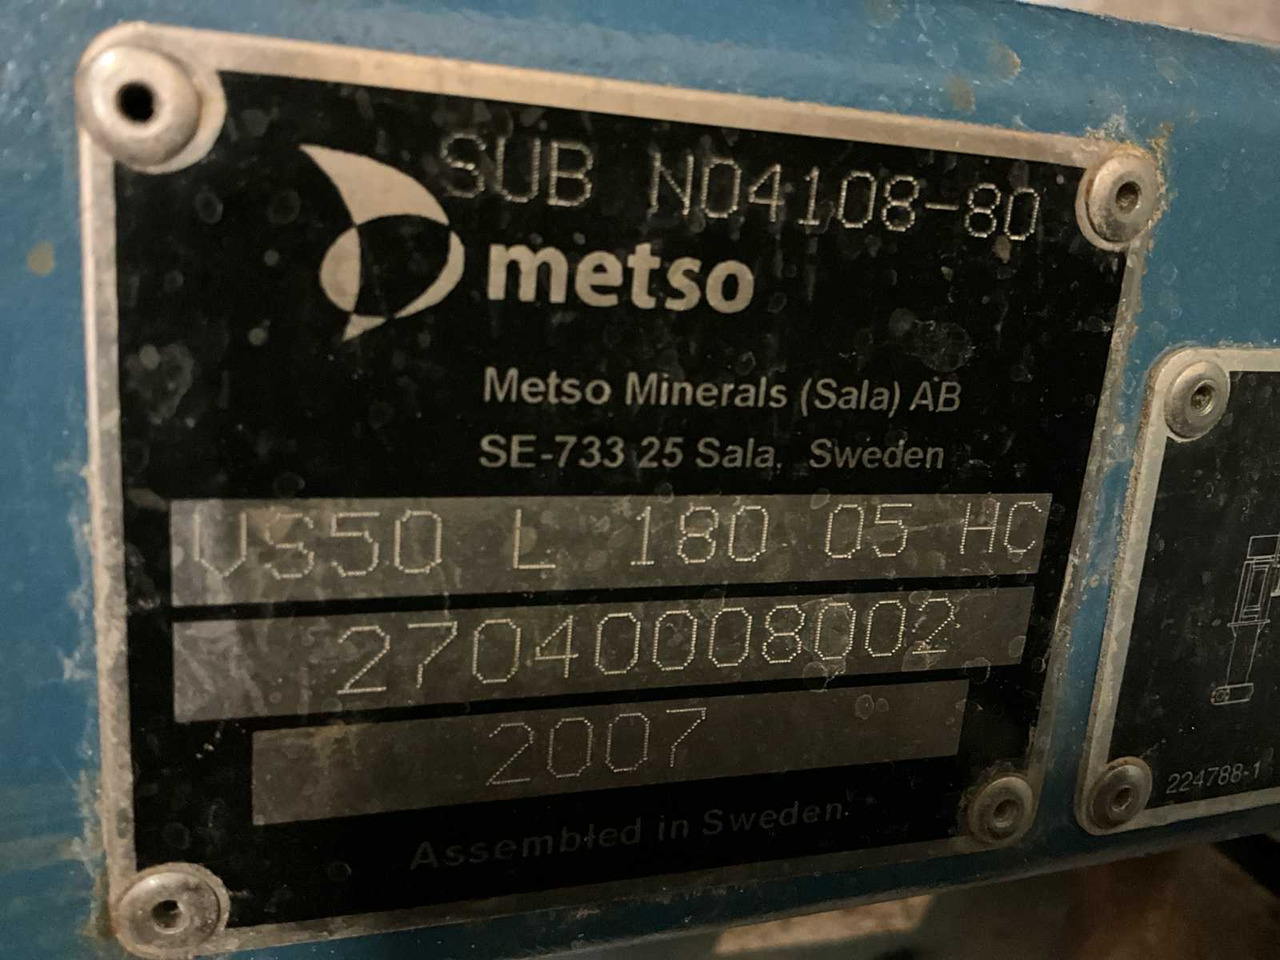 SUB N04108-80
metso
Metso Minerals (Sala) AB
SE-733 25 Sala, Sweden
VS50 L 180 05 HC
27040008002
2007
Assembled in Sweden
224788-1